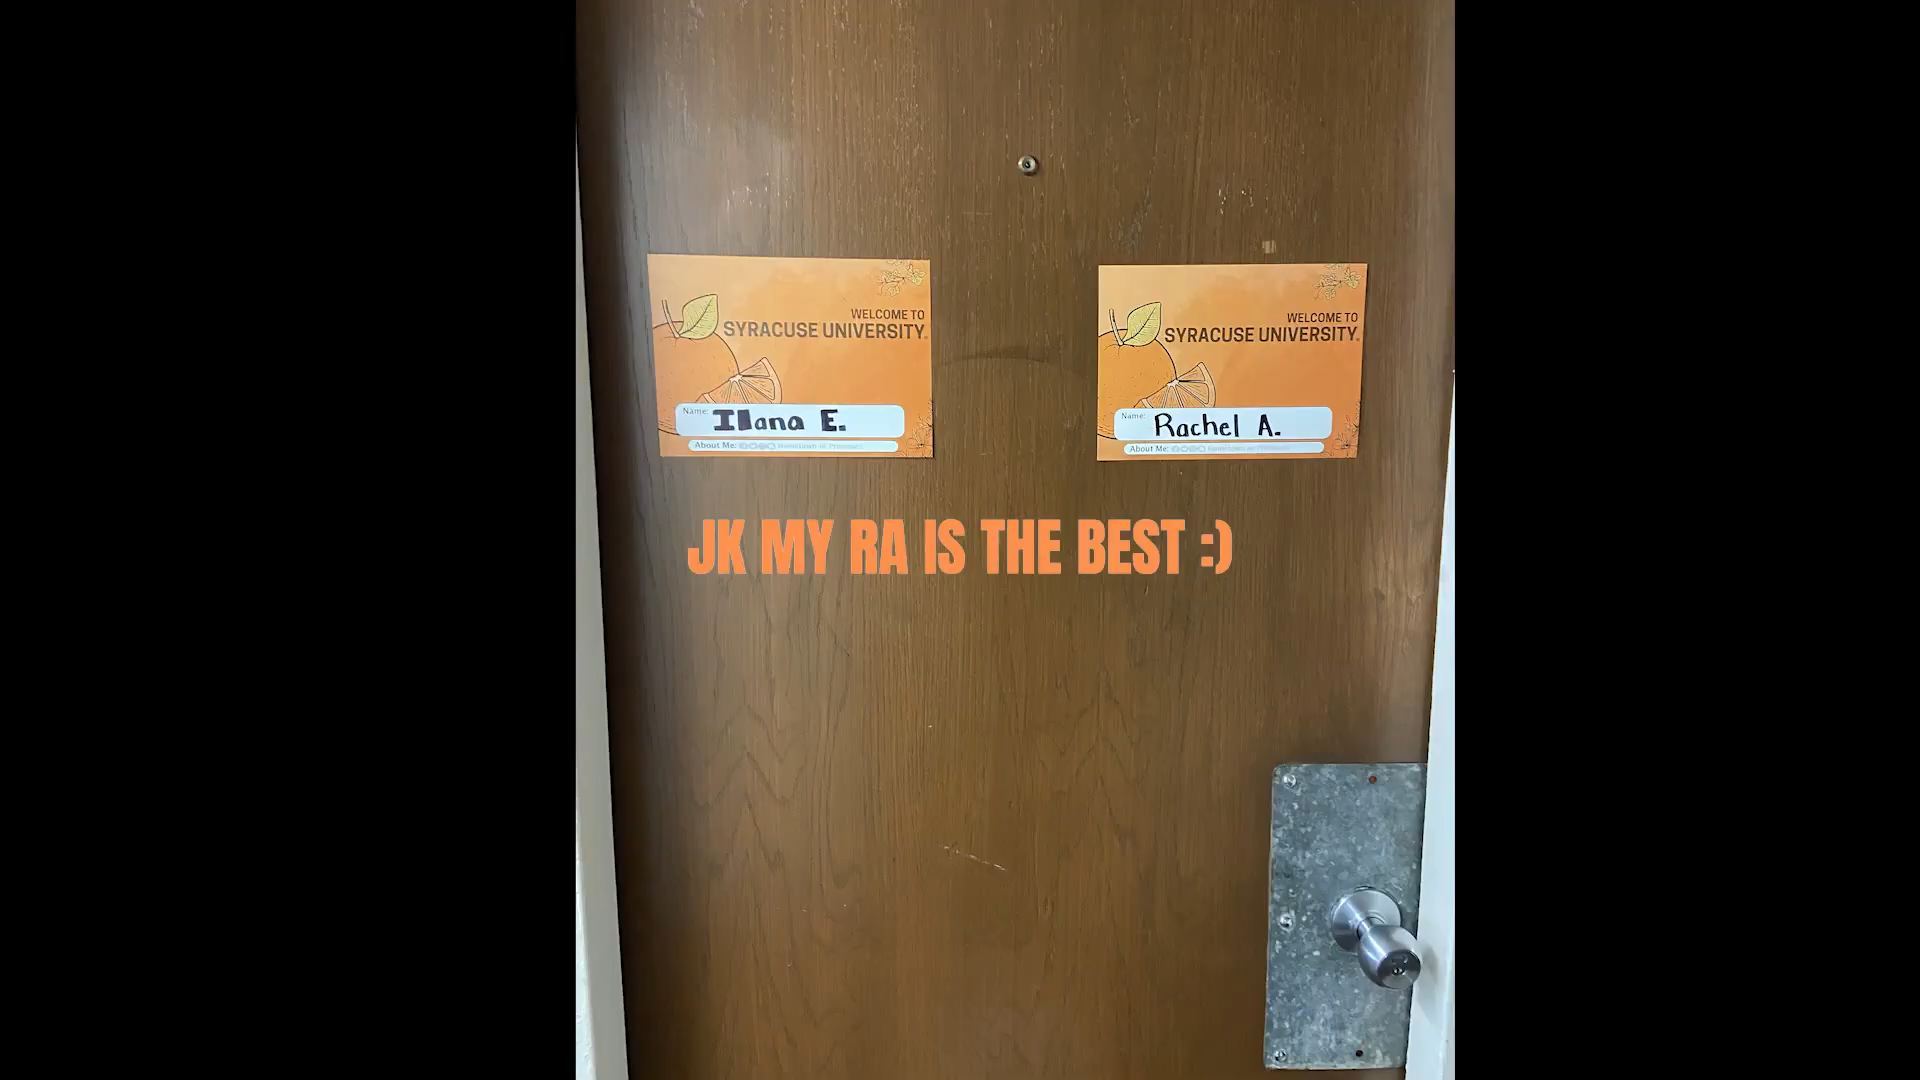 WELCOME TO
SYRACUSE UNIVERSITY
Name: Ilana E.
About Me:
WELCOME TO
SYRACUSE UNIVERSITY
Name: Rachel A.
About Me:
JK MY RA IS THE BEST :)